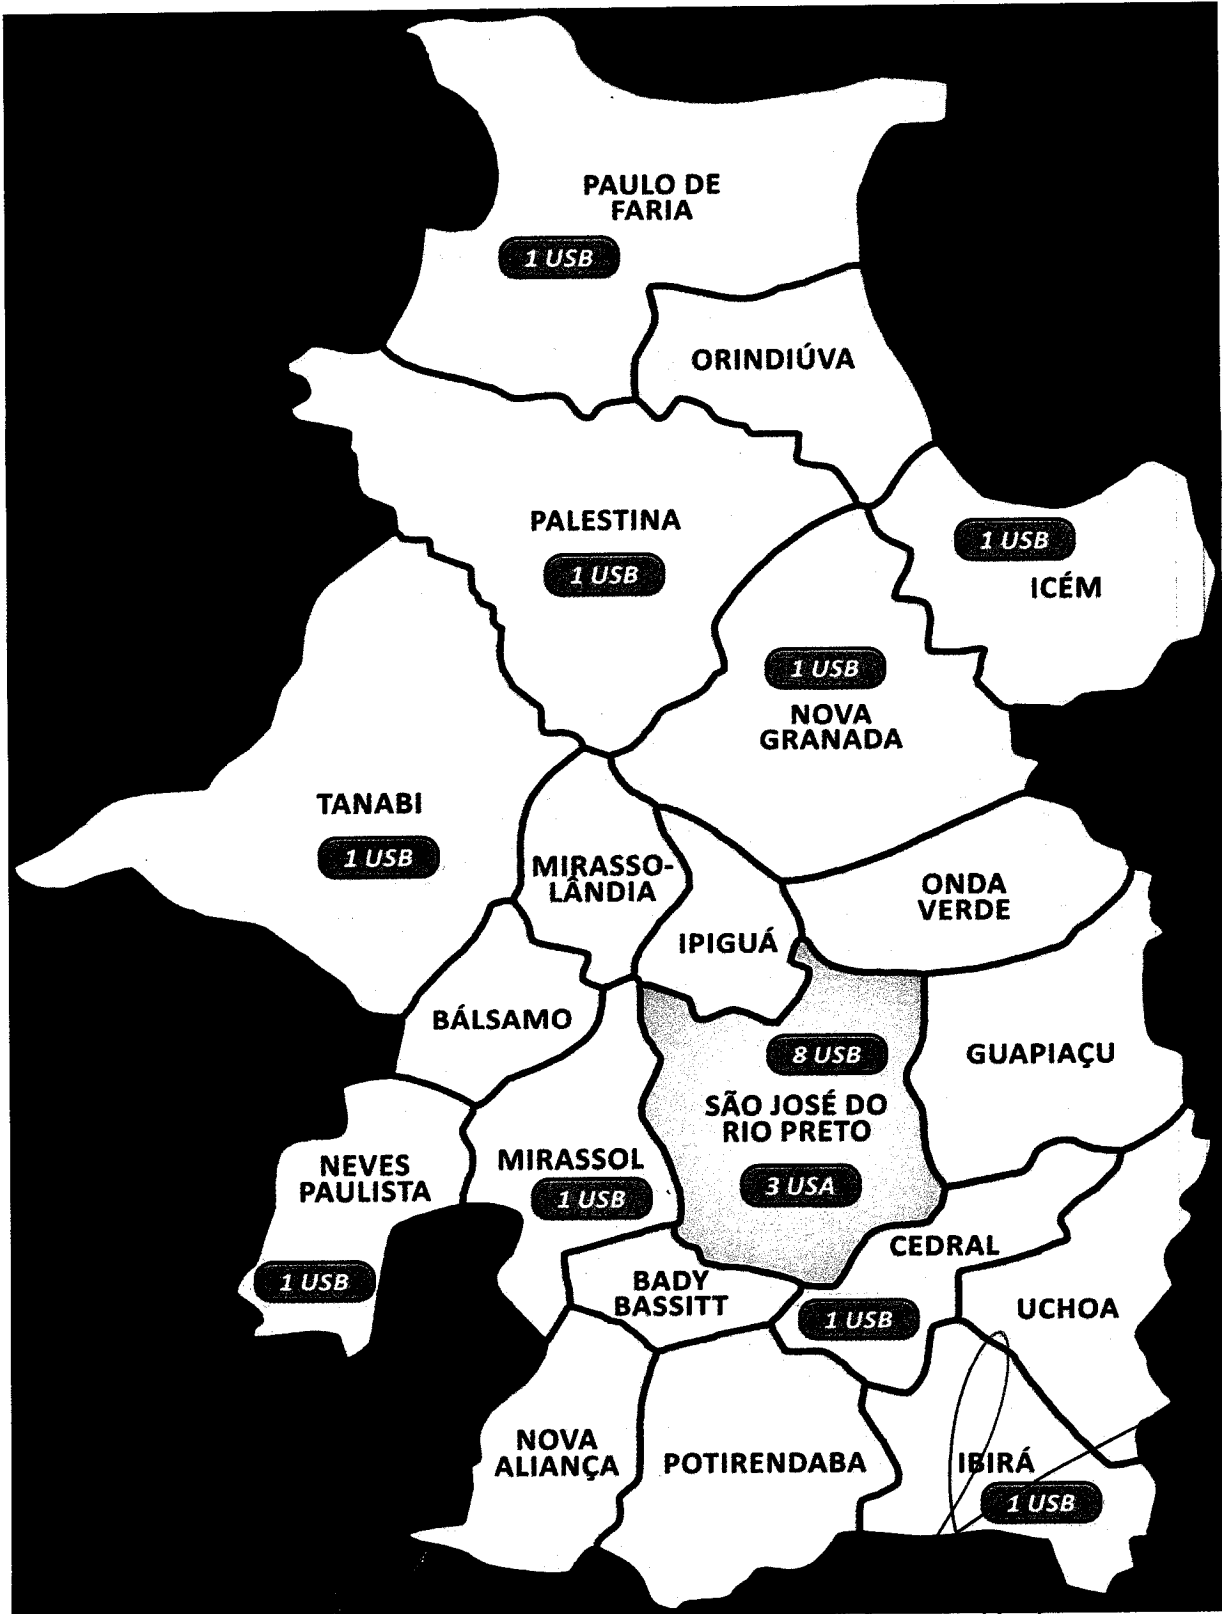 PAULO DE
FARIA
1 USB
ORINDIÚVA
PALESTINA
1 USB
1 USB
ICÉM
1 USB
NOVA
GRANADA
TANABI
1 USB
MIRASSO-
LÂNDIA
ONDA
VERDE
IPIGUÁ
BÁLSAMO
8 USB
GUAPIAÇU
SÃO JOSÉ DO
RIO PRETO
3 USA
NEVES
PAULISTA
1 USB
MIRASSOL
1 USB
CEDRAL
1 USB
BADY
BASSITT
UCHOA
NOVA
ALIANÇA
POTIRENDABA
IBIRÁ
1 USB